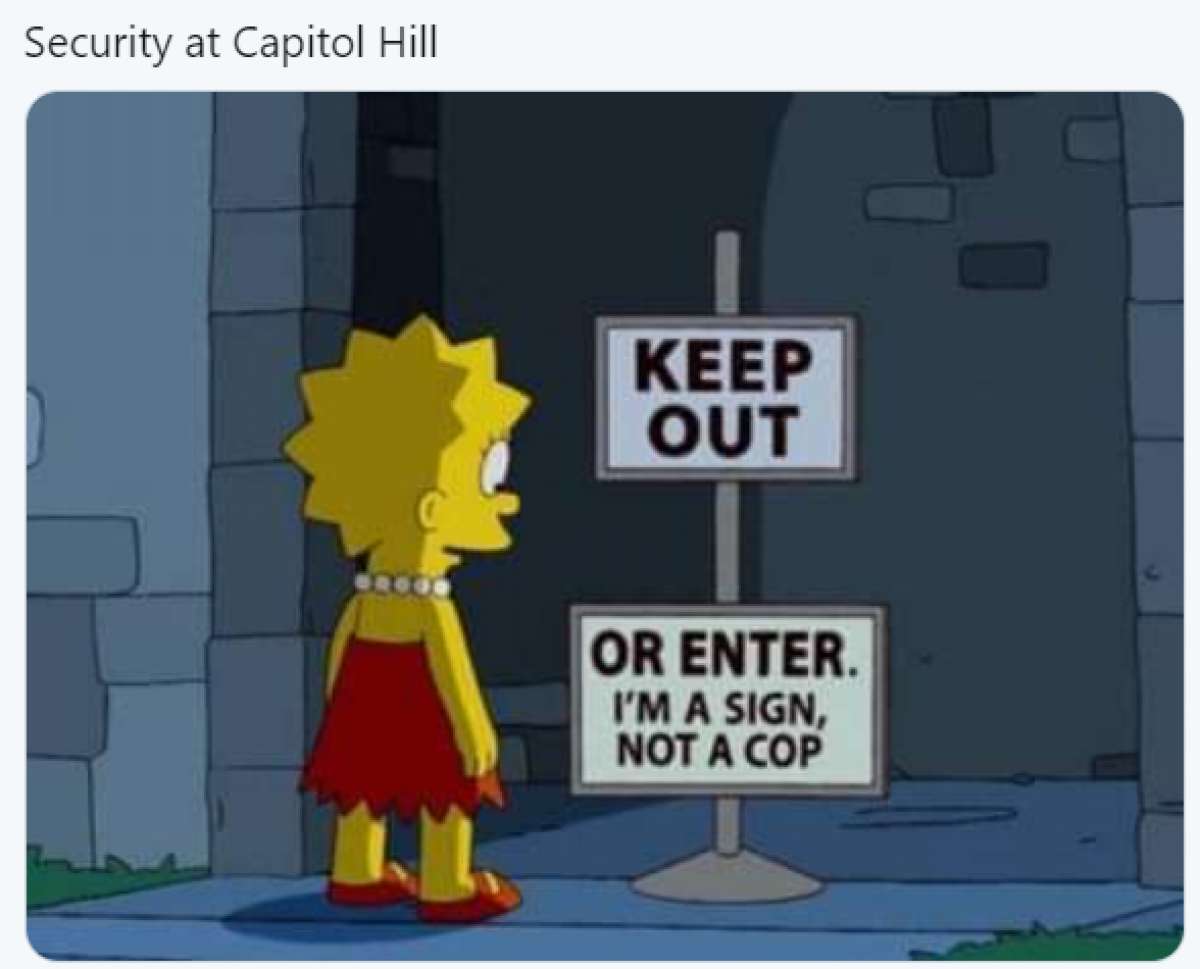 Security at Capitol Hill
KEEP
OUT
OR ENTER.
I'M A SIGN,
NOT A COP